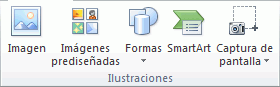 Imagen Imágenes Formas SmartArt Captura de
prediseñadas pantalla
Ilustraciones